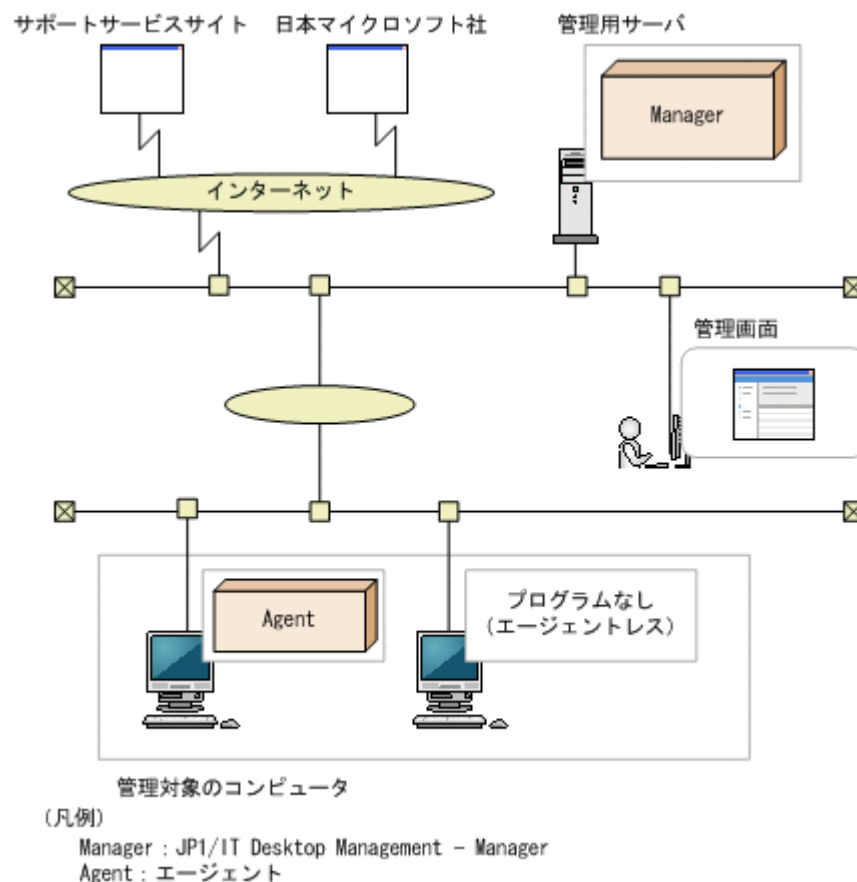 サポートサービスサイト
日本マイクロソフト社
管理用サーバ
Manager
インターネット
管理画面
Agent
プログラムなし
(エージェントレス)
管理対象のコンピュータ
(凡例)
Manager:JP1/IT Desktop Management - Manager
Agent:エージェント